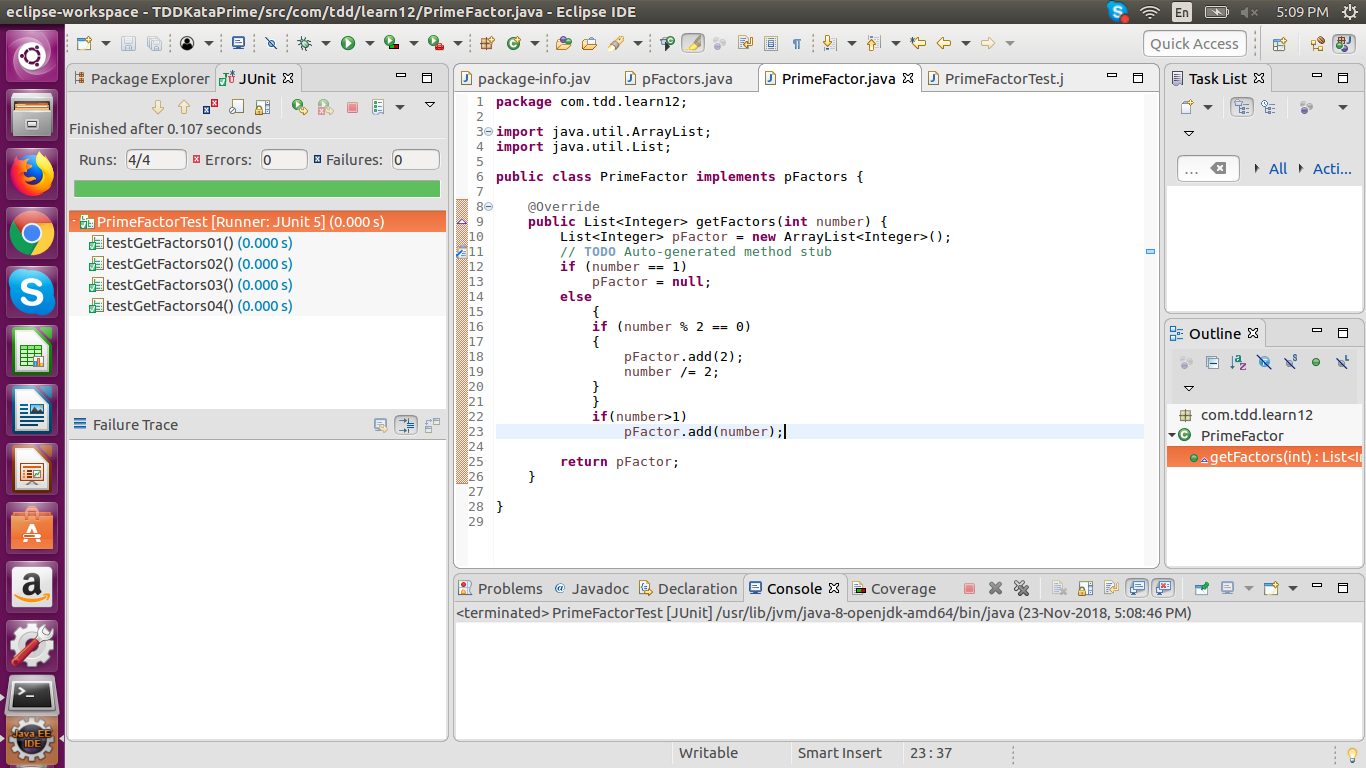 eclipse-workspace - TDDKataPrime/src/com/tdd/learn12/PrimeFactor.java - Eclipse IDE
En
5:09 PM
Quick Access
Package Explorer
JUnit
Finished after 0.107 seconds
Runs: 4/4 Errors: 0 Failures: 0
PrimeFactorTest [Runner: JUnit 5] (0.000 s)
testGetFactors01() (0.000 s)
testGetFactors02() (0.000 s)
testGetFactors03() (0.000 s)
testGetFactors04() (0.000 s)
Failure Trace
package-info.jav
pFactors.java
PrimeFactor.java
PrimeFactorTest.j
1 package com.tdd.learn12;
2
3 import java.util.ArrayList;
4 import java.util.List;
5
6 public class PrimeFactor implements pFactors {
7
8 @Override
9 public List<Integer> getFactors(int number) {
10 List<Integer> pFactor = new ArrayList<Integer>();
11 // TODO Auto-generated method stub
12 if (number == 1)
13 pFactor = null;
14 else
15 {
16 if (number % 2 == 0)
17 {
18 pFactor.add(2);
19 number /= 2;
20 }
21 }
22 if(number>1)
23 pFactor.add(number);
24
25 return pFactor;
26 }
27
28 }
29
Task List
...
All
Acti...
Outline
com.tdd.learn12
PrimeFactor
getFactors(int) : List<I
Problems
@ Javadoc
Declaration
Console
Coverage
<terminated> PrimeFactorTest [JUnit] /usr/lib/jvm/java-8-openjdk-amd64/bin/java (23-Nov-2018, 5:08:46 PM)
Writable
Smart Insert
23 : 37
Java EE
IDE